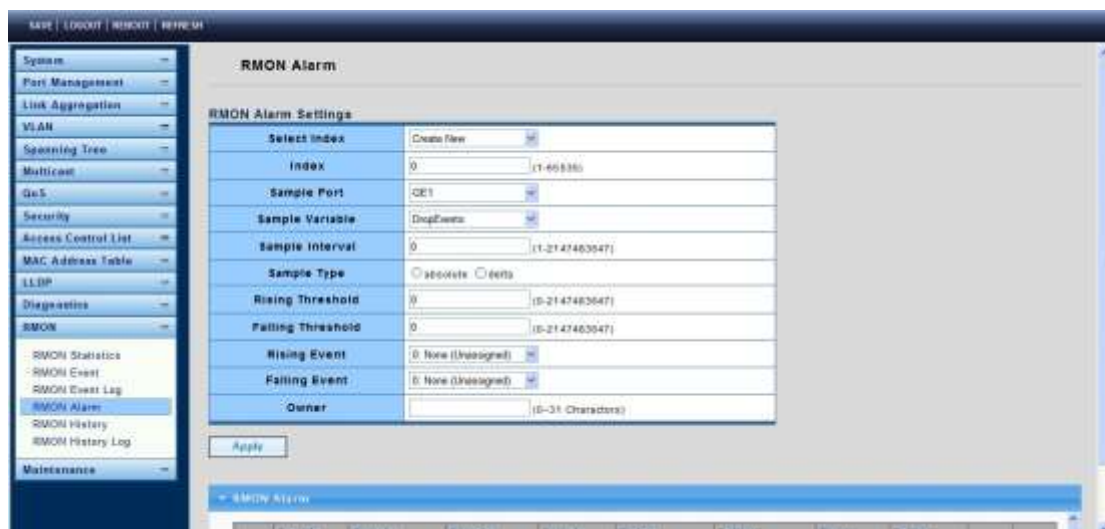 SAVE | LOGOUT | REBOOT | REFRESH
System
Port Management
Link Aggregation
VLAN
Spanning Tree
Multicast
QoS
Security
Access Control List
MAC Address Table
LLDP
Diagnostics
RMON
RMON Statistics
RMON Event
RMON Event Log
RMON Alarm
RMON History
RMON History Log
Maintenance
RMON Alarm
RMON Alarm Settings
Select Index Create New
Index 0 (1-65535)
Sample Port GE1
Sample Variable DropEvents
Sample Interval 0 (1-2147483647)
Sample Type absolute delta
Rising Threshold 0 (0-2147483647)
Falling Threshold 0 (0-2147483647)
Rising Event 0: None (Unassigned)
Falling Event 0: None (Unassigned)
Owner (0~31 Charactors)
Apply
RMON Alarm